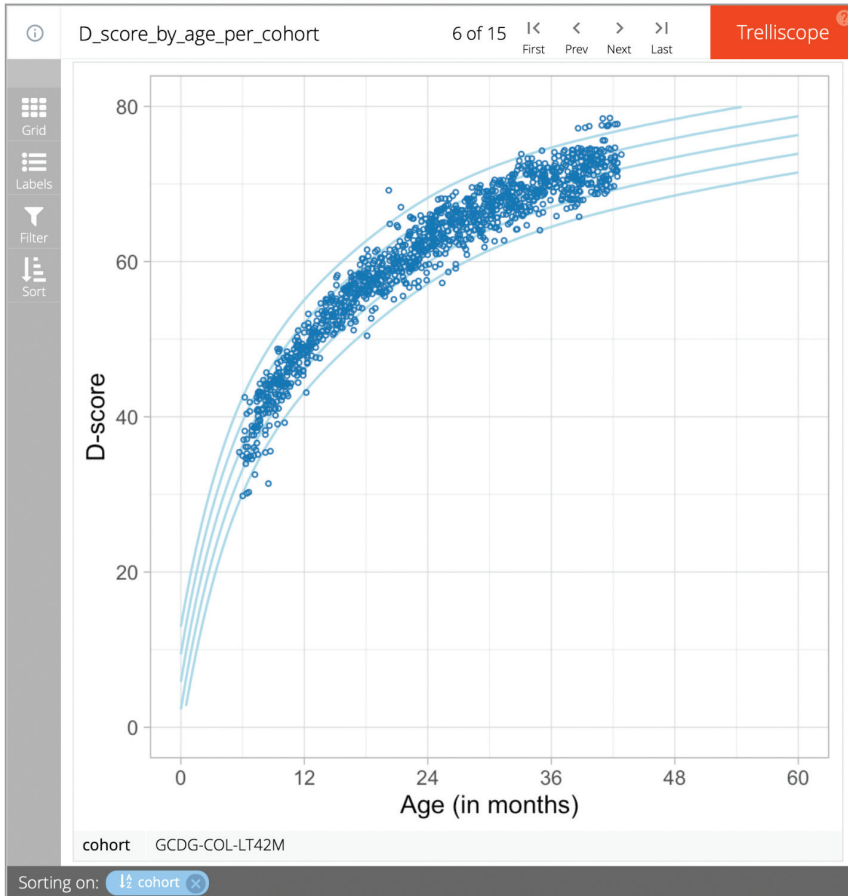 D_score_by_age_per_cohort
6 of 15
First Prev Next Last
Trelliscope
?
Grid
Labels
Filter
Sort
80
60
40
20
0
D-score
0 12 24 36 48 60
Age (in months)
cohort GCDG-COL-LT42M
Sorting on: cohort